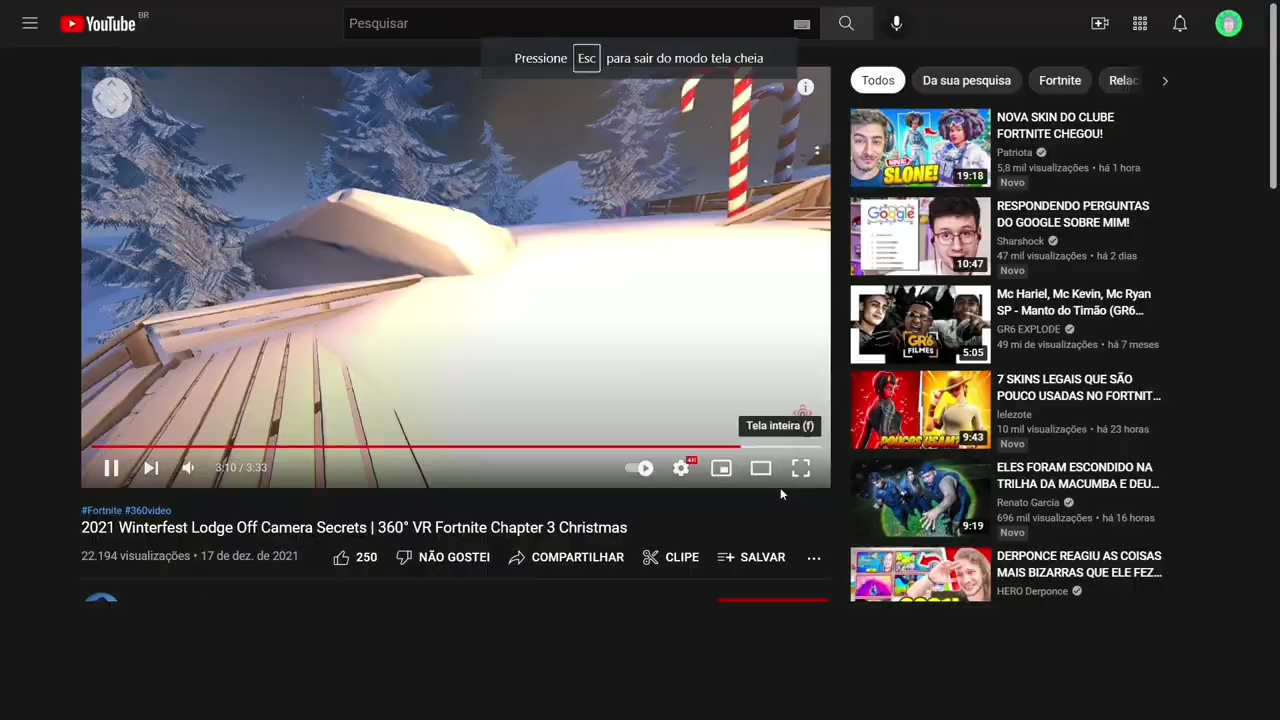 YouTube BR
Pesquisar
Pressione Esc para sair do modo tela cheia
Todos
Da sua pesquisa
Fortnite
Relac
Tela inteira (f)
3:10 / 3:33
#Fortnite #360video
2021 Winterfest Lodge Off Camera Secrets | 360° VR Fortnite Chapter 3 Christmas
22.194 visualizações • 17 de dez. de 2021
250
NÃO GOSTEI
COMPARTILHAR
CLIPE
SALVAR
NOVA!
SLONE!
19:18
NOVA SKIN DO CLUBE
FORTNITE CHEGOU!
Patriota
5,8 mil visualizações • há 1 hora
Novo
Google
10:47
RESPONDENDO PERGUNTAS
DO GOOGLE SOBRE MIM!
Sharshock
47 mil visualizações • há 2 dias
Novo
GR6
FILMES
5:05
Mc Hariel, Mc Kevin, Mc Ryan
SP - Manto do Timão (GR6...
GR6 EXPLODE
49 mi de visualizações • há 7 meses
POUCOS USAM!
9:43
7 SKINS LEGAIS QUE SÃO
POUCO USADAS NO FORTNIT...
lelezote
10 mil visualizações • há 23 horas
Novo
9:19
ELES FORAM ESCONDIDO NA
TRILHA DA MACUMBA E DEU...
Renato Garcia
696 mil visualizações • há 16 horas
Novo
DERPONCE REAGIU AS COISAS
MAIS BIZARRAS QUE ELE FEZ...
HERO Derponce